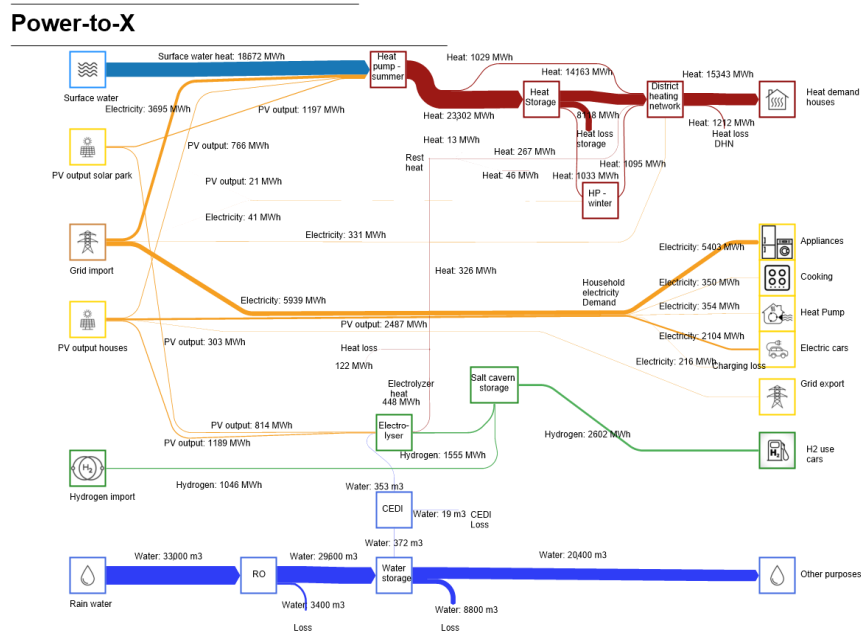 Power-to-X
Surface water heat: 18672 MWh
Heat
pump -
summer
Heat: 1029 MWh
Heat: 14163 MWh
Heat: 15343 MWh
Heat
Storage
District
heating
network
Heat demand
houses
Surface water
Electricity: 3695 MWh
PV output: 1197 MWh
Heat: 23302 MWh
8118 MWh
Heat loss
storage
Heat: 1212 MWh
Heat loss
DHN
Heat: 13 MWh
PV output: 766 MWh
Heat: 267 MWh
Rest
heat
Heat: 1095 MWh
PV output solar park
PV output: 21 MWh
Heat: 46 MWh
Heat: 1033 MWh
HP -
winter
Electricity: 41 MWh
Electricity: 331 MWh
Grid import
Appliances
Electricity: 5403 MWh
Heat: 326 MWh
Household
electricity
Demand
Electricity: 350 MWh
Cooking
Electricity: 5939 MWh
Electricity: 354 MWh
Heat Pump
PV output: 2487 MWh
Electricity: 2104 MWh
PV output houses
PV output: 303 MWh
Heat loss
Electric cars
122 MWh
Electricity: 216 MWh
Charging loss
Electrolyzer
heat
448 MWh
Salt cavern
storage
Grid export
PV output: 814 MWh
Electro-
lyser
PV output: 1189 MWh
Hydrogen: 2602 MWh
Hydrogen: 1555 MWh
H2
H2
H2 use
cars
Hydrogen import
Hydrogen: 1046 MWh
Water: 353 m3
CEDI
Water: 19 m3
CEDI
Loss
Water: 372 m3
Water: 33000 m3
Water: 29600 m3
Water: 20400 m3
RO
Water
storage
Other purposes
Rain water
Water: 3400 m3
Water: 8800 m3
Loss
Loss